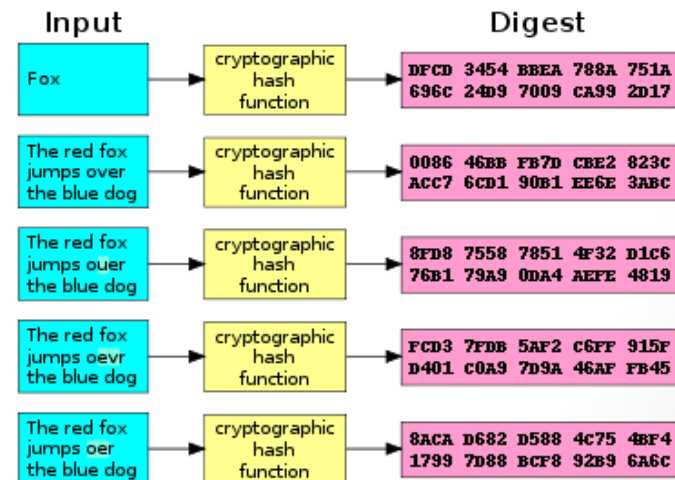 Input Digest
Fox
cryptographic
hash
function
DFCD 3454 BBEA 788A 751A
696C 24D9 7009 CA99 2D17
The red fox
jumps over
the blue dog
cryptographic
hash
function
0086 46BB FB7D CBE2 823C
ACC7 6CD1 90B1 EE6E 3ABC
The red fox
jumps ouer
the blue dog
cryptographic
hash
function
8FD8 7558 7851 4F32 D1C6
76B1 79A9 0DA4 AEFE 4819
The red fox
jumps oevr
the blue dog
cryptographic
hash
function
FCD3 7FDB 5AF2 C6FF 915F
D401 C0A9 7D9A 46AF FB45
The red fox
jumps oer
the blue dog
cryptographic
hash
function
8ACA D682 D588 4C75 4BF4
1799 7D88 BCF8 92B9 6A6C